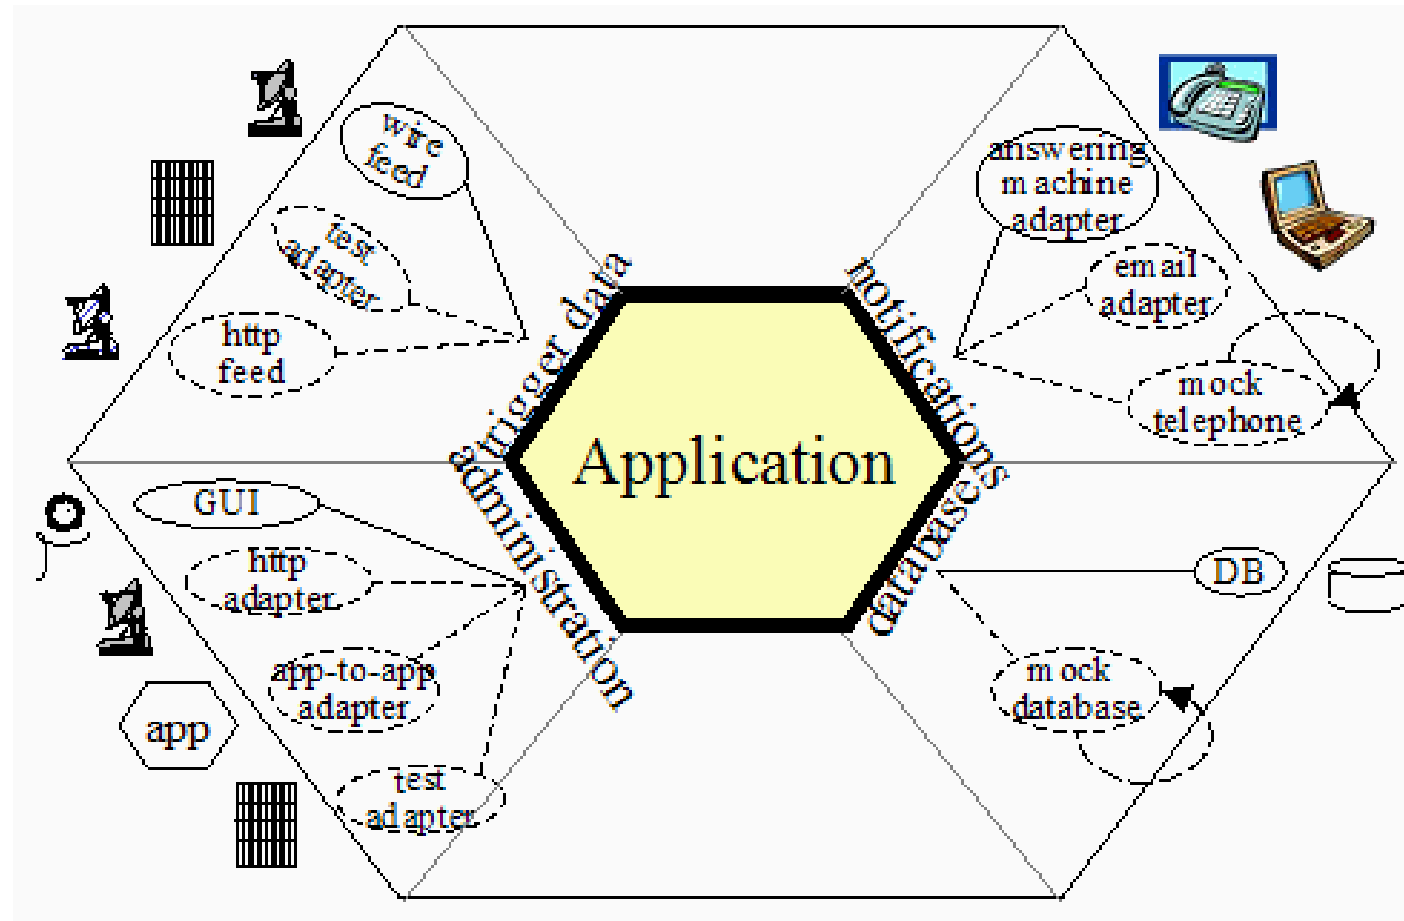 wire
feed
test
adapter
http
feed
trigger data
notifications
answering
machine
adapter
email
adapter
mock
telephone
Application
administration
databases
GUI
http
adapter
app-to-app
adapter
app
test
adapter
DB
mock
database